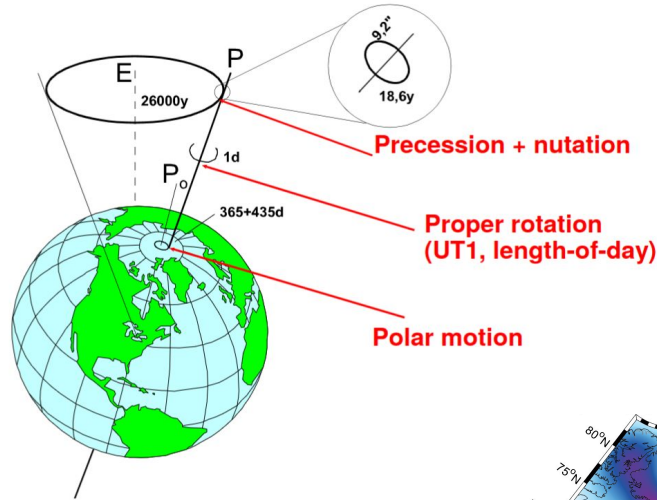 9,2"
18,6y
E
P
26000y
Precession + nutation
1d
P₀
365+435d
Proper rotation
(UT1, length-of-day)
Polar motion
80°N
75°N